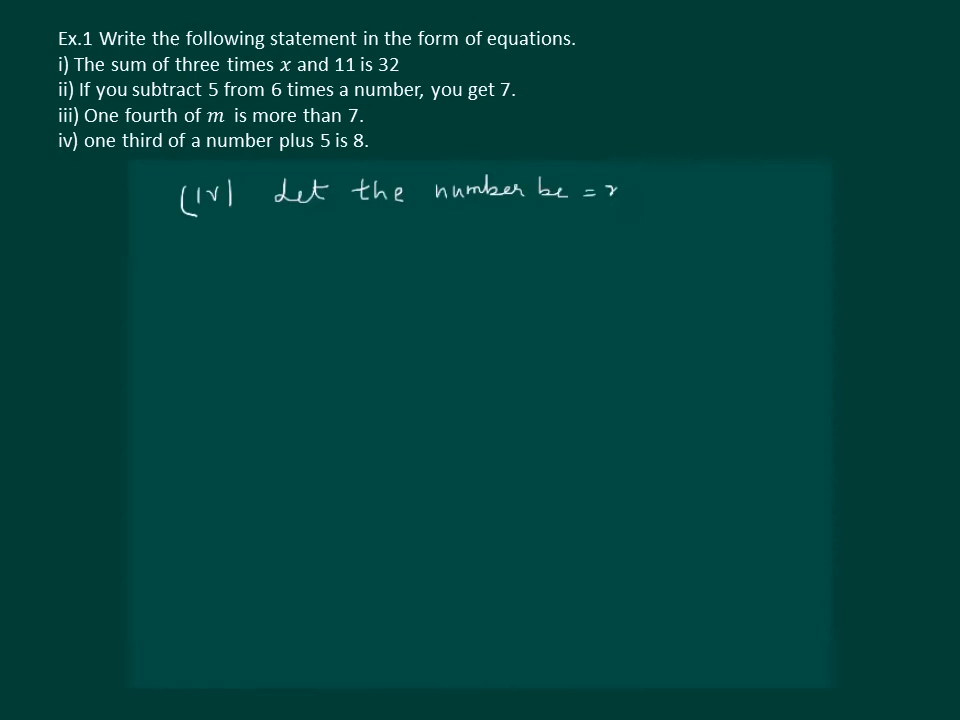 Ex.1 Write the following statement in the form of equations.
i) The sum of three times x and 11 is 32
ii) If you subtract 5 from 6 times a number, you get 7.
iii) One fourth of m is more than 7.
iv) one third of a number plus 5 is 8.
(iv) Let the number be =